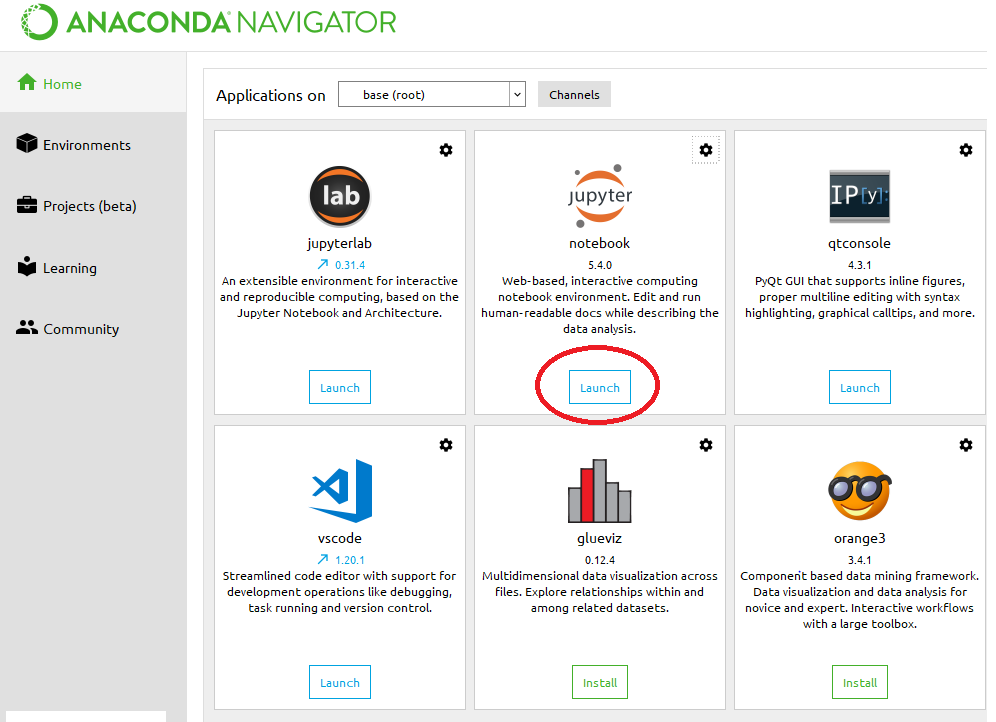 ANACONDA NAVIGATOR
Home
Environments
Projects (beta)
Learning
Community
Applications on
base (root)
Channels
lab
jupyterlab
0.31.4
An extensible environment for interactive
and reproducible computing, based on the
Jupyter Notebook and Architecture.
Launch
jupyter
notebook
5.4.0
Web-based, interactive computing
notebook environment. Edit and run
human-readable docs while describing the
data analysis.
Launch
IP[y]:
qtconsole
4.3.1
PyQt GUI that supports inline figures,
proper multiline editing with syntax
highlighting, graphical calltips, and more.
Launch
vscode
1.20.1
Streamlined code editor with support for
development operations like debugging,
task running and version control.
Launch
glueviz
0.12.4
Multidimensional data visualization across
files. Explore relationships within and
among related datasets.
Install
orange3
3.4.1
Component based data mining framework.
Data visualization and data analysis for
novice and expert. Interactive workflows
with a large toolbox.
Install